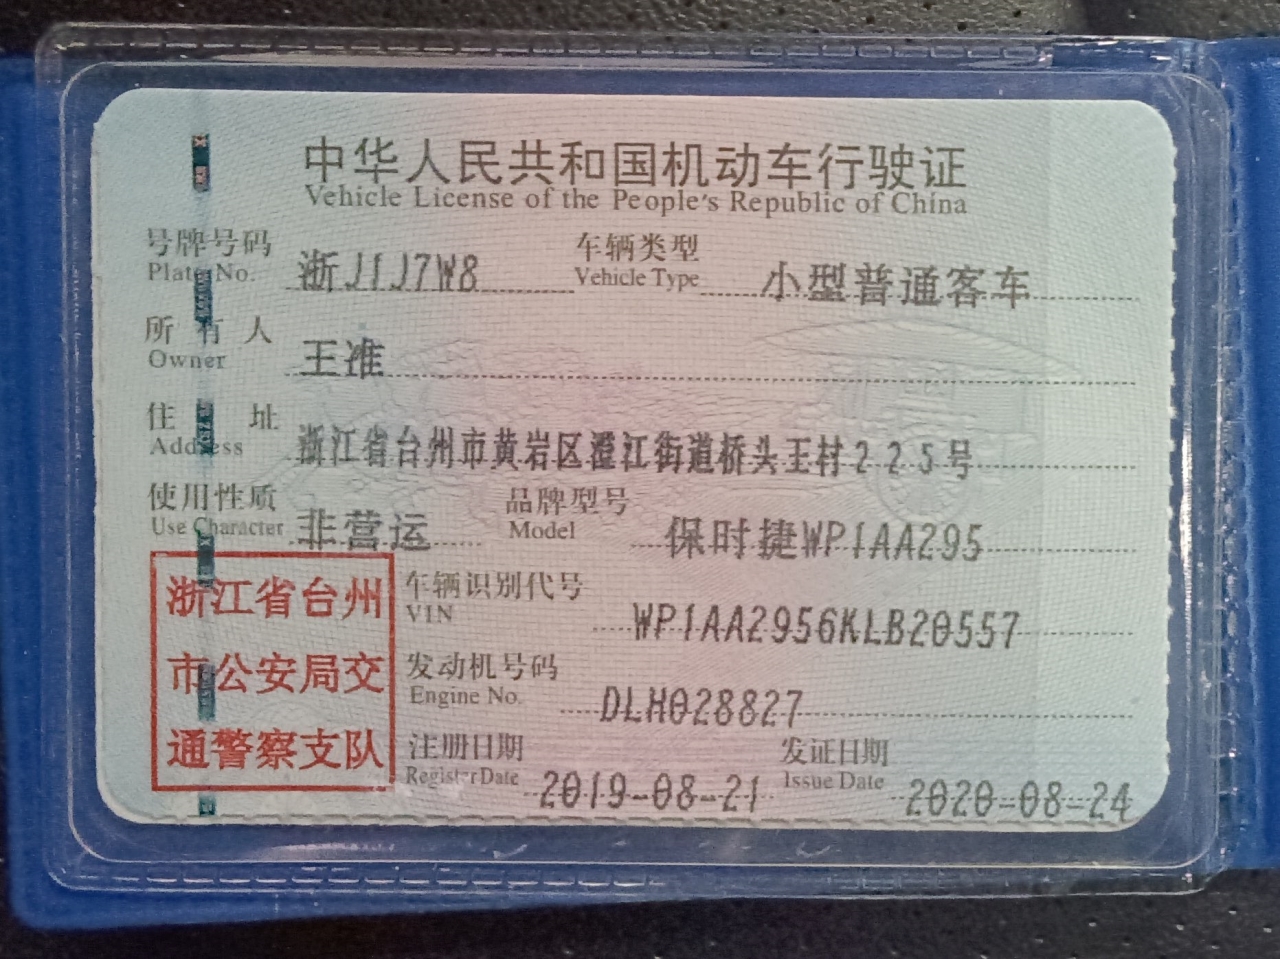 中华人民共和国机动车行驶证
Vehicle License of the People's Republic of China
号牌号码 浙J1J7W8 车辆类型 小型普通客车
Plate No. Vehicle Type
所有人 王准
Owner
住址 浙江省台州市黄岩区澄江街道桥头王村225号
Address
使用性质 非营运 品牌型号 保时捷WP1AA295
Use Character Model
浙江省台州
市公安局交
通警察支队
车辆识别代号 WP1AA2956KLB20557
VIN
发动机号码 DLH028827
Engine No.
注册日期 2019-08-21 发证日期 2020-08-24
Register Date Issue Date